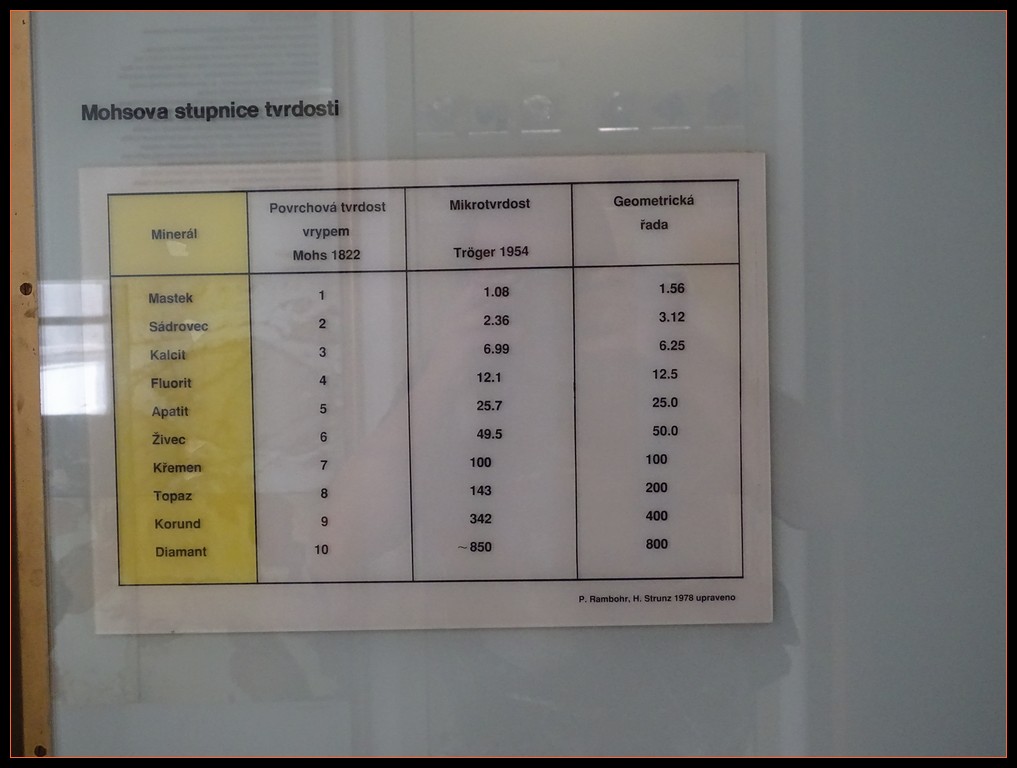 Mohsova stupnice tvrdosti
Minerál
Povrchová tvrdost
vrypem
Mohs 1822
Mikrotvrdost
Tröger 1954
Geometrická
řada
Mastek 1 1.08 1.56
Sádrovec 2 2.36 3.12
Kalcit 3 6.99 6.25
Fluorit 4 12.1 12.5
Apatit 5 25.7 25.0
Živec 6 49.5 50.0
Křemen 7 100 100
Topaz 8 143 200
Korund 9 342 400
Diamant 10 ~850 800
P. Rambohr, H. Strunz 1978 upraveno